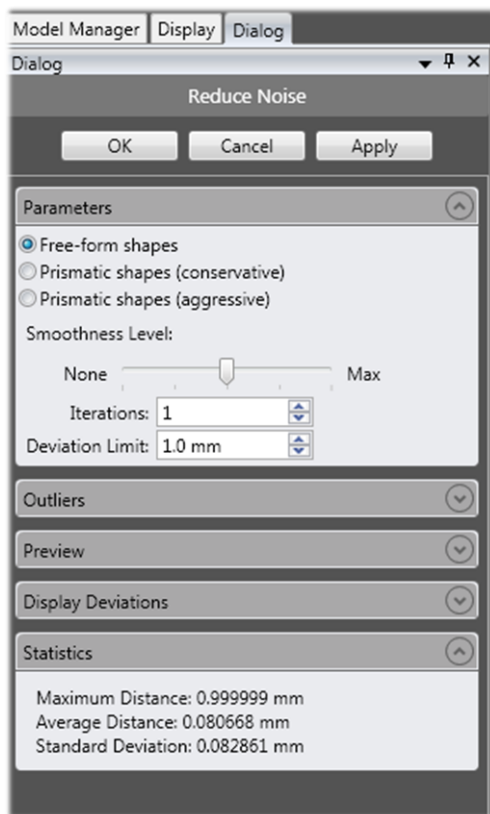 Model Manager Display Dialog
Dialog
Reduce Noise
OK Cancel Apply
Parameters
Free-form shapes
Prismatic shapes (conservative)
Prismatic shapes (aggressive)
Smoothness Level:
None Max
Iterations: 1
Deviation Limit: 1.0 mm
Outliers
Preview
Display Deviations
Statistics
Maximum Distance: 0.999999 mm
Average Distance: 0.080668 mm
Standard Deviation: 0.082861 mm